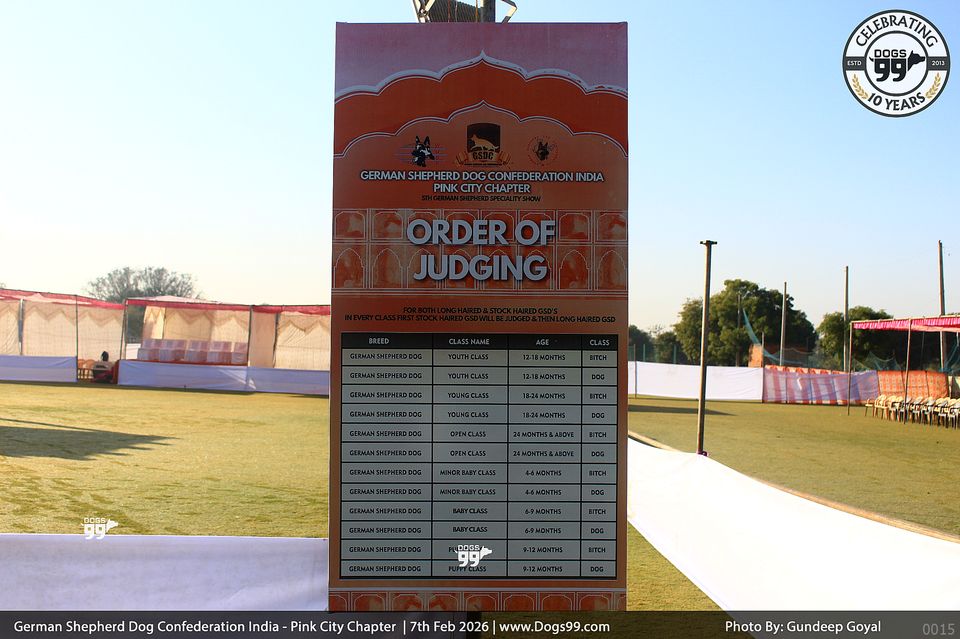 CELEBRATING
DOGS
99
ESTD 2013
10 YEARS
GSDC
GERMAN SHEPHERD DOG CONFEDERATION INDIA
PINK CITY CHAPTER
5TH GERMAN SHEPHERD SPECIALITY SHOW
ORDER OF
JUDGING
FOR BOTH LONG HAIRED & STOCK HAIRED GSD'S
IN EVERY CLASS FIRST STOCK HAIRED GSD WILL BE JUDGED & THEN LONG HAIRED GSD
BREED CLASS NAME AGE CLASS
GERMAN SHEPHERD DOG YOUTH CLASS 12-18 MONTHS BITCH
GERMAN SHEPHERD DOG YOUTH CLASS 12-18 MONTHS DOG
GERMAN SHEPHERD DOG YOUNG CLASS 18-24 MONTHS BITCH
GERMAN SHEPHERD DOG YOUNG CLASS 18-24 MONTHS DOG
GERMAN SHEPHERD DOG OPEN CLASS 24 MONTHS & ABOVE BITCH
GERMAN SHEPHERD DOG OPEN CLASS 24 MONTHS & ABOVE DOG
GERMAN SHEPHERD DOG MINOR BABY CLASS 4-6 MONTHS BITCH
GERMAN SHEPHERD DOG MINOR BABY CLASS 4-6 MONTHS DOG
GERMAN SHEPHERD DOG BABY CLASS 6-9 MONTHS BITCH
GERMAN SHEPHERD DOG BABY CLASS 6-9 MONTHS DOG
GERMAN SHEPHERD DOG 9-12 MONTHS BITCH
GERMAN SHEPHERD DOG PUPPY CLASS 9-12 MONTHS DOG
DOGS
99
DOGS
99
German Shepherd Dog Confederation India - Pink City Chapter | 7th Feb 2026 | www.Dogs99.com
Photo By: Gundeep Goyal
0015